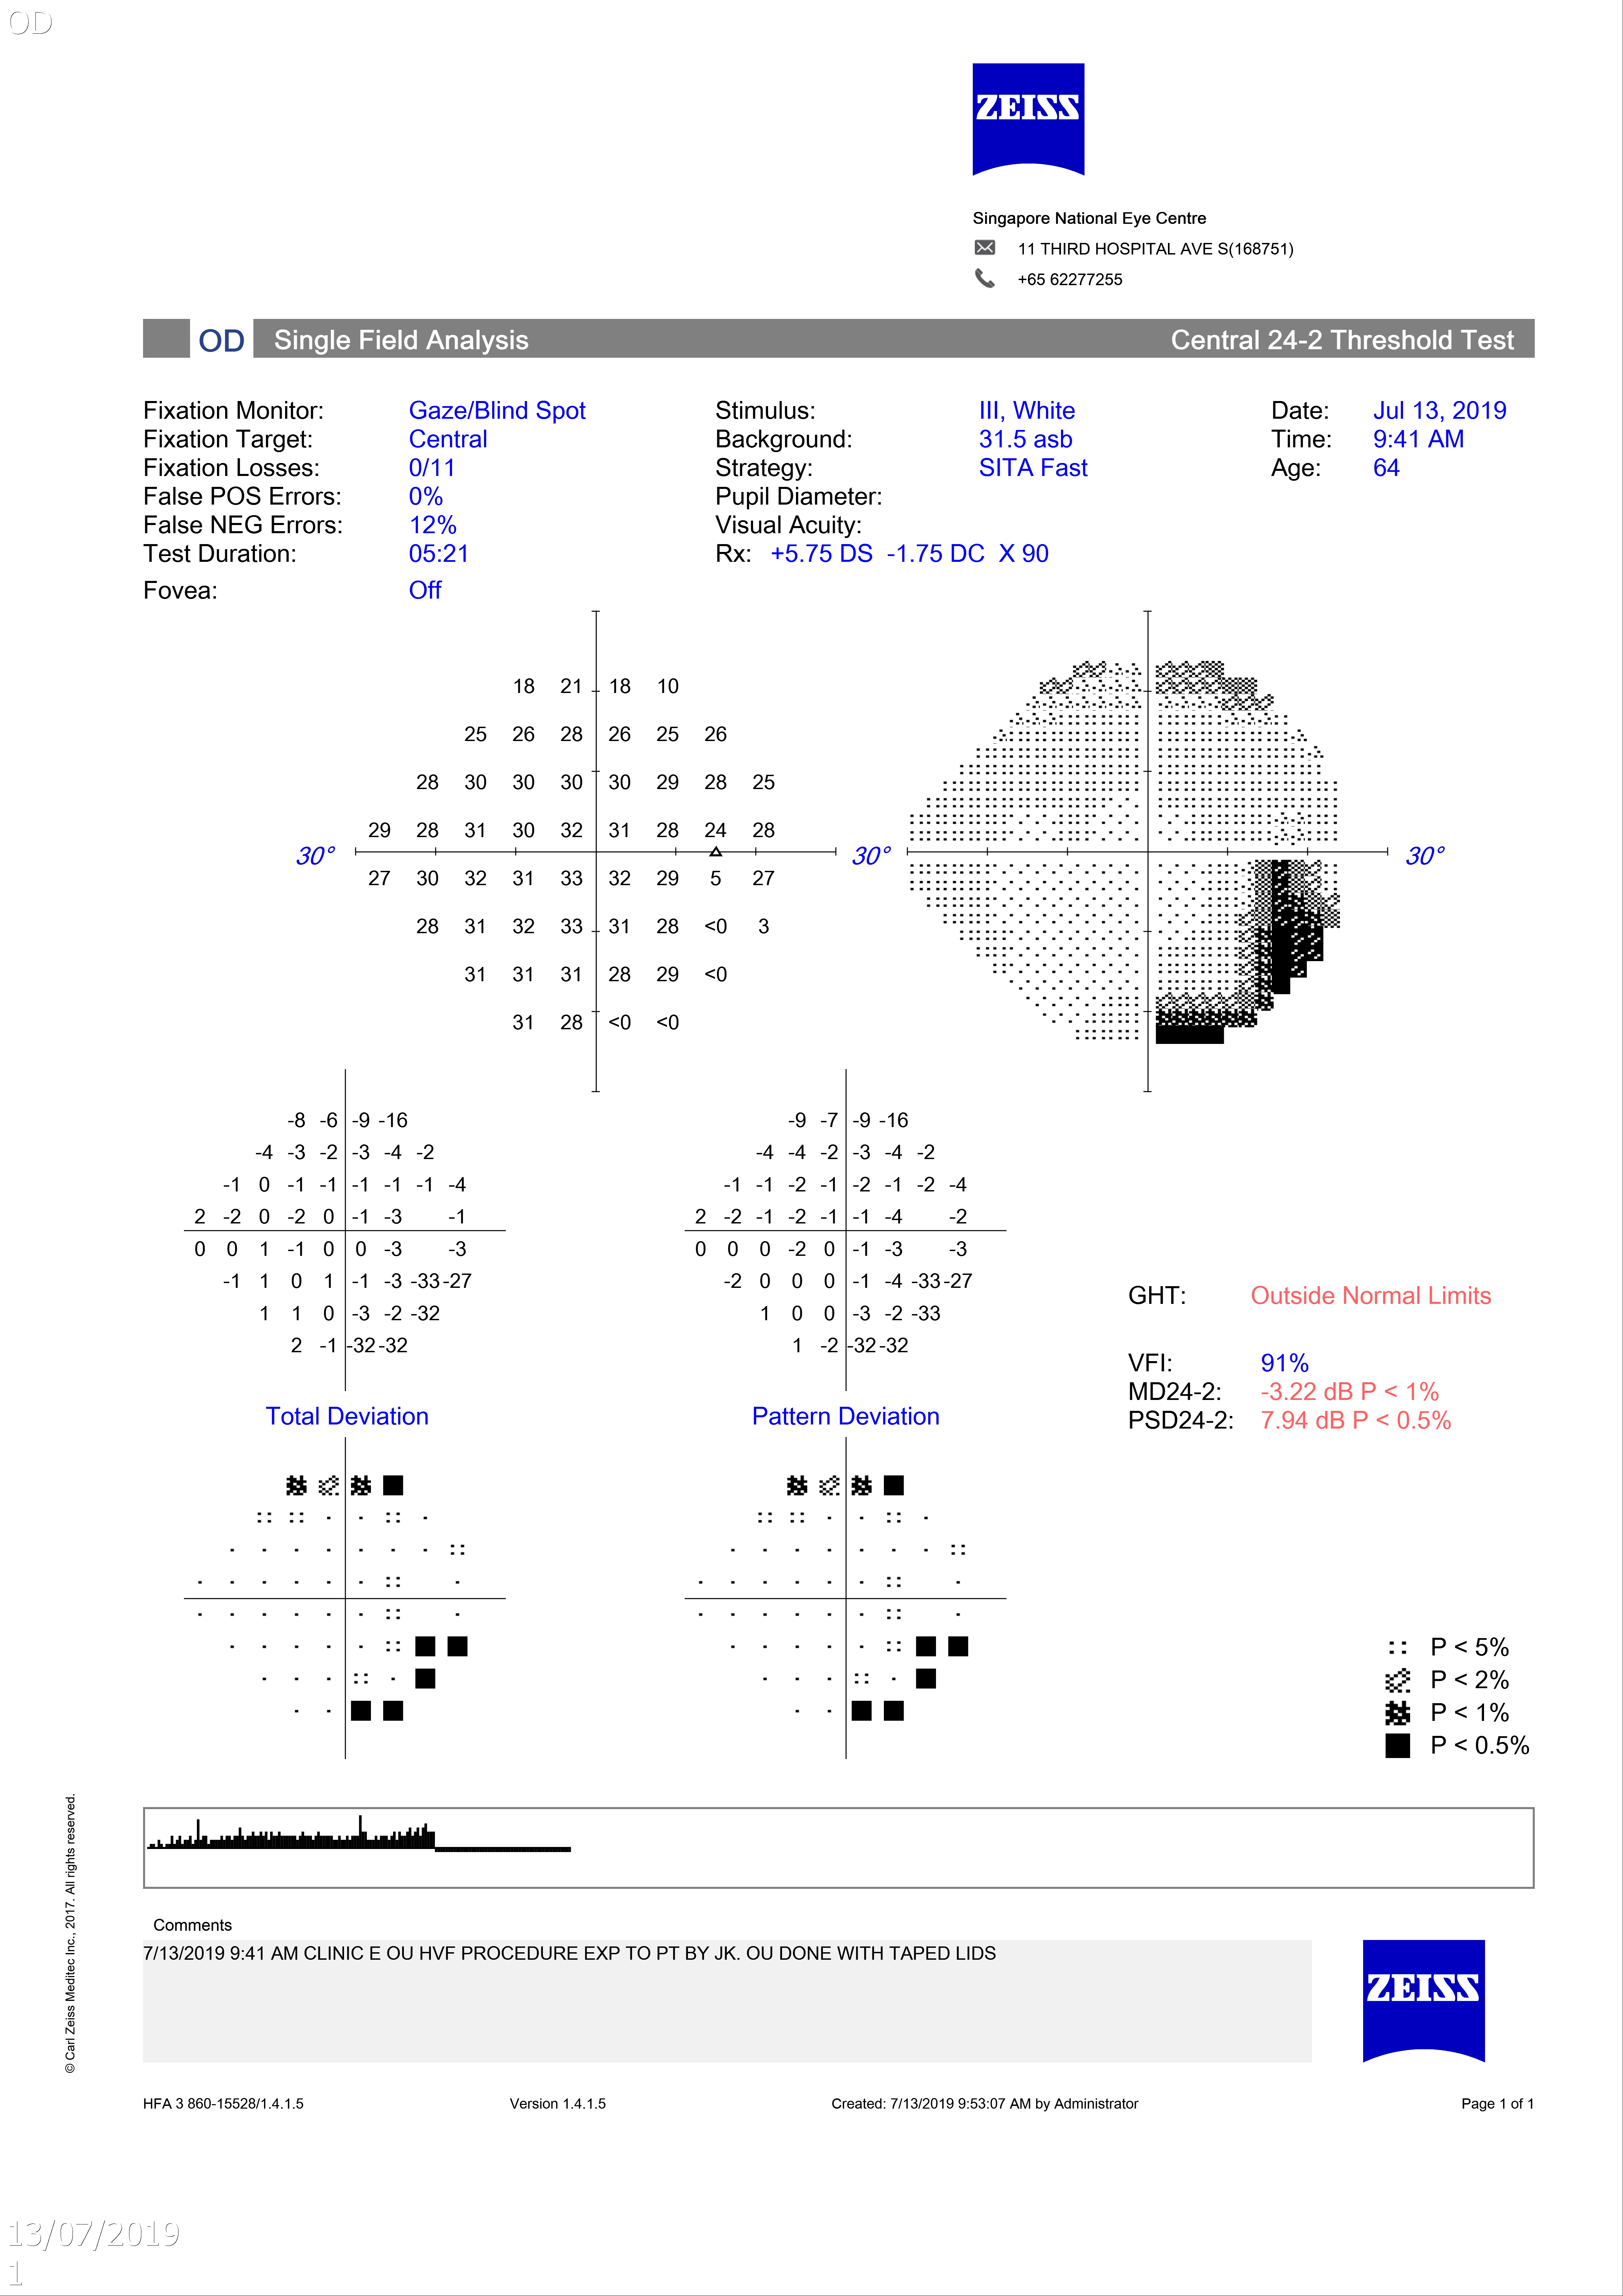 OD
ZEISS
Singapore National Eye Centre
11 THIRD HOSPITAL AVE S(168751)
+65 62277255
OD Single Field Analysis Central 24-2 Threshold Test
Fixation Monitor: Gaze/Blind Spot Stimulus: III, White Date: Jul 13, 2019
Fixation Target: Central Background: 31.5 asb Time: 9:41 AM
Fixation Losses: 0/11 Strategy: SITA Fast Age: 64
False POS Errors: 0% Pupil Diameter:
False NEG Errors: 12% Visual Acuity:
Test Duration: 05:21 Rx: +5.75 DS -1.75 DC X 90
Fovea: Off
18 21 18 10
25 26 28 26 25 26
28 30 30 30 30 29 28 25
29 28 31 30 32 31 28 24 28
30° 30° 30°
27 30 32 31 33 32 29 5 27
28 31 32 33 31 28 <0 3
31 31 31 28 29 <0
31 28 <0 <0
-8 -6 -9 -16 -9 -7 -9 -16
-4 -3 -2 -3 -4 -2 -4 -4 -2 -3 -4 -2
-1 0 -1 -1 -1 -1 -1 -4 -1 -1 -2 -1 -2 -1 -2 -4
2 -2 0 -2 0 -1 -3 -1 2 -2 -1 -2 -1 -1 -4 -2
0 0 1 -1 0 0 -3 -3 0 0 0 -2 0 -1 -3 -3
-1 1 0 1 -1 -3 -33 -27 -2 0 0 0 -1 -4 -33 -27
1 1 0 -3 -2 -32 1 0 0 -3 -2 -33
2 -1 -32 -32 1 -2 -32 -32
GHT: Outside Normal Limits
VFI: 91%
MD24-2: -3.22 dB P < 1%
PSD24-2: 7.94 dB P < 0.5%
Total Deviation Pattern Deviation
P < 5%
P < 2%
P < 1%
P < 0.5%
© Carl Zeiss Meditec Inc., 2017. All rights reserved.
Comments
7/13/2019 9:41 AM CLINIC E OU HVF PROCEDURE EXP TO PT BY JK. OU DONE WITH TAPED LIDS
ZEISS
HFA 3 860-15528/1.4.1.5 Version 1.4.1.5 Created: 7/13/2019 9:53:07 AM by Administrator Page 1 of 1
13/07/2019
1